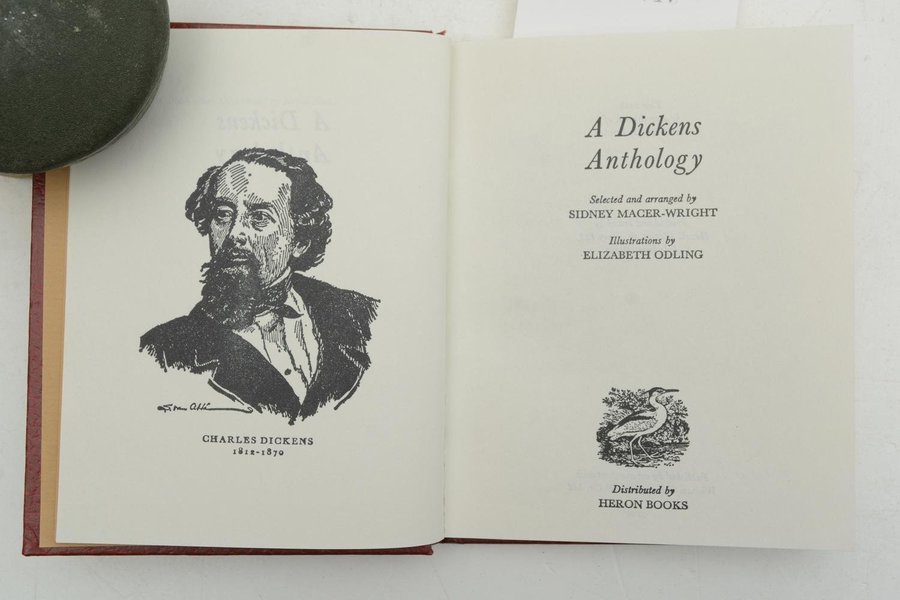 CHARLES DICKENS
1812-1870
A Dickens
Anthology
Selected and arranged by
SIDNEY MACER-WRIGHT
Illustrations by
ELIZABETH ODLING
Distributed by
HERON BOOKS